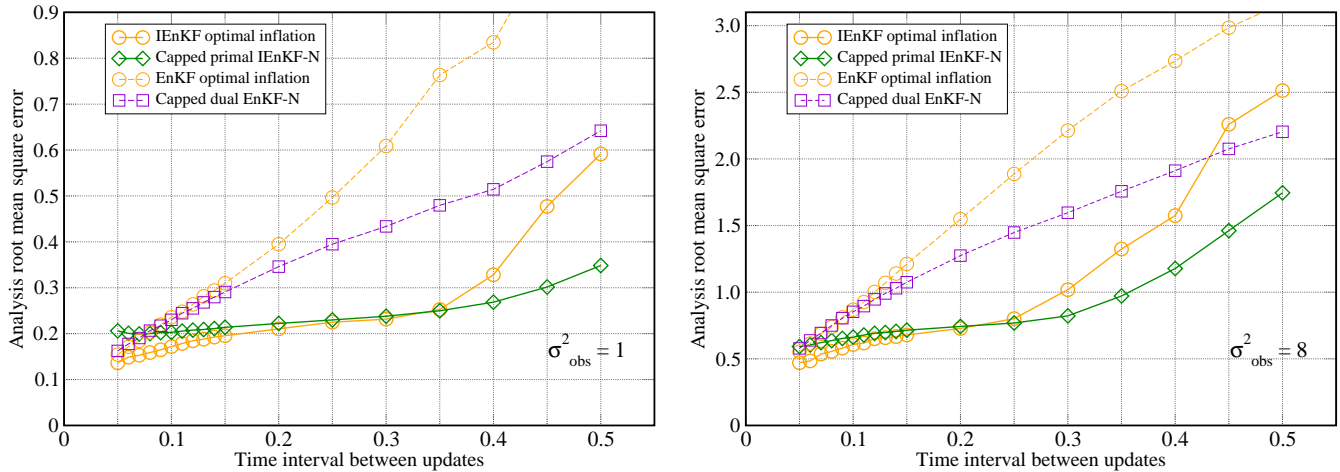 0.9
0.8
0.7
0.6
0.5
0.4
0.3
0.2
0.1
0
0.1
0.2
0.3
0.4
0.5
Time interval between updates
Analysis root mean square error
IEnKF optimal inflation
Capped primal IEnKF-N
EnKF optimal inflation
Capped dual EnKF-N
σ²obs = 1
3.0
2.5
2.0
1.5
1.0
0.5
0
0
0.1
0.2
0.3
0.4
0.5
Time interval between updates
Analysis root mean square error
IEnKF optimal inflation
Capped primal IEnKF-N
EnKF optimal inflation
Capped dual EnKF-N
σ²obs = 8